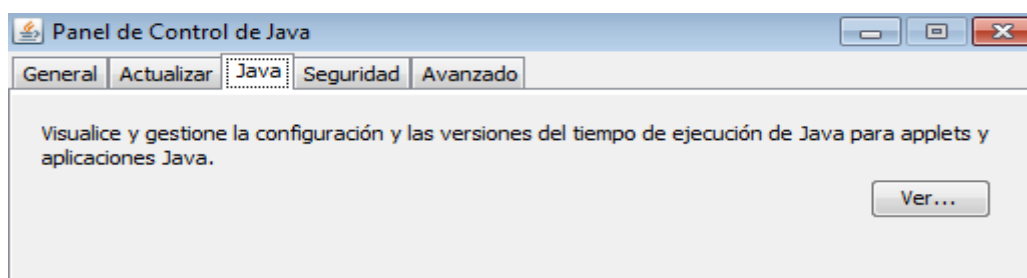 Panel de Control de Java
General Actualizar Java Seguridad Avanzado
Visualice y gestione la configuración y las versiones del tiempo de ejecución de Java para applets y
aplicaciones Java.
Ver...